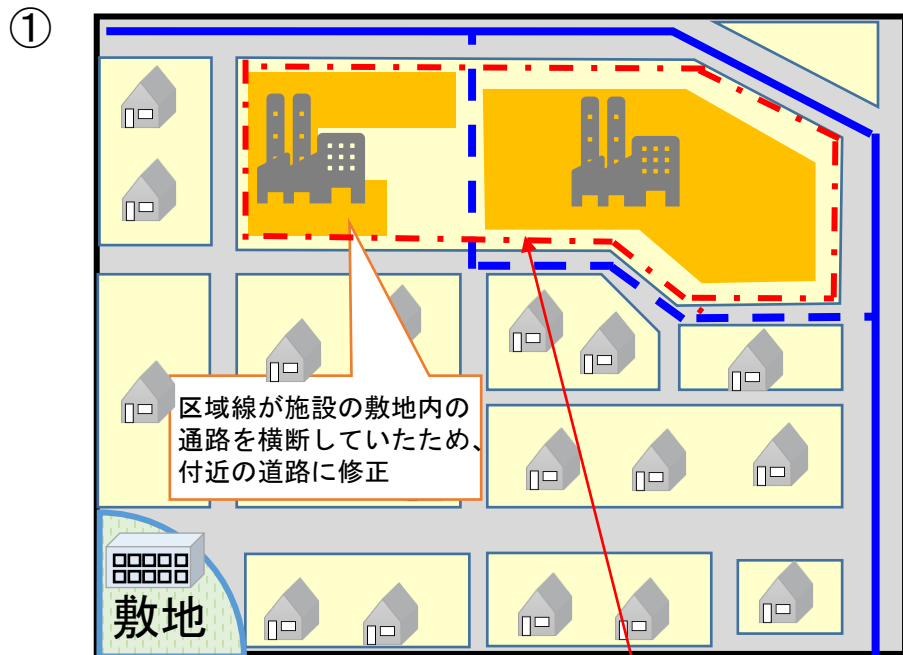 ①
区域線が施設の敷地内の
通路を横断していたため、
付近の道路に修正
敷地